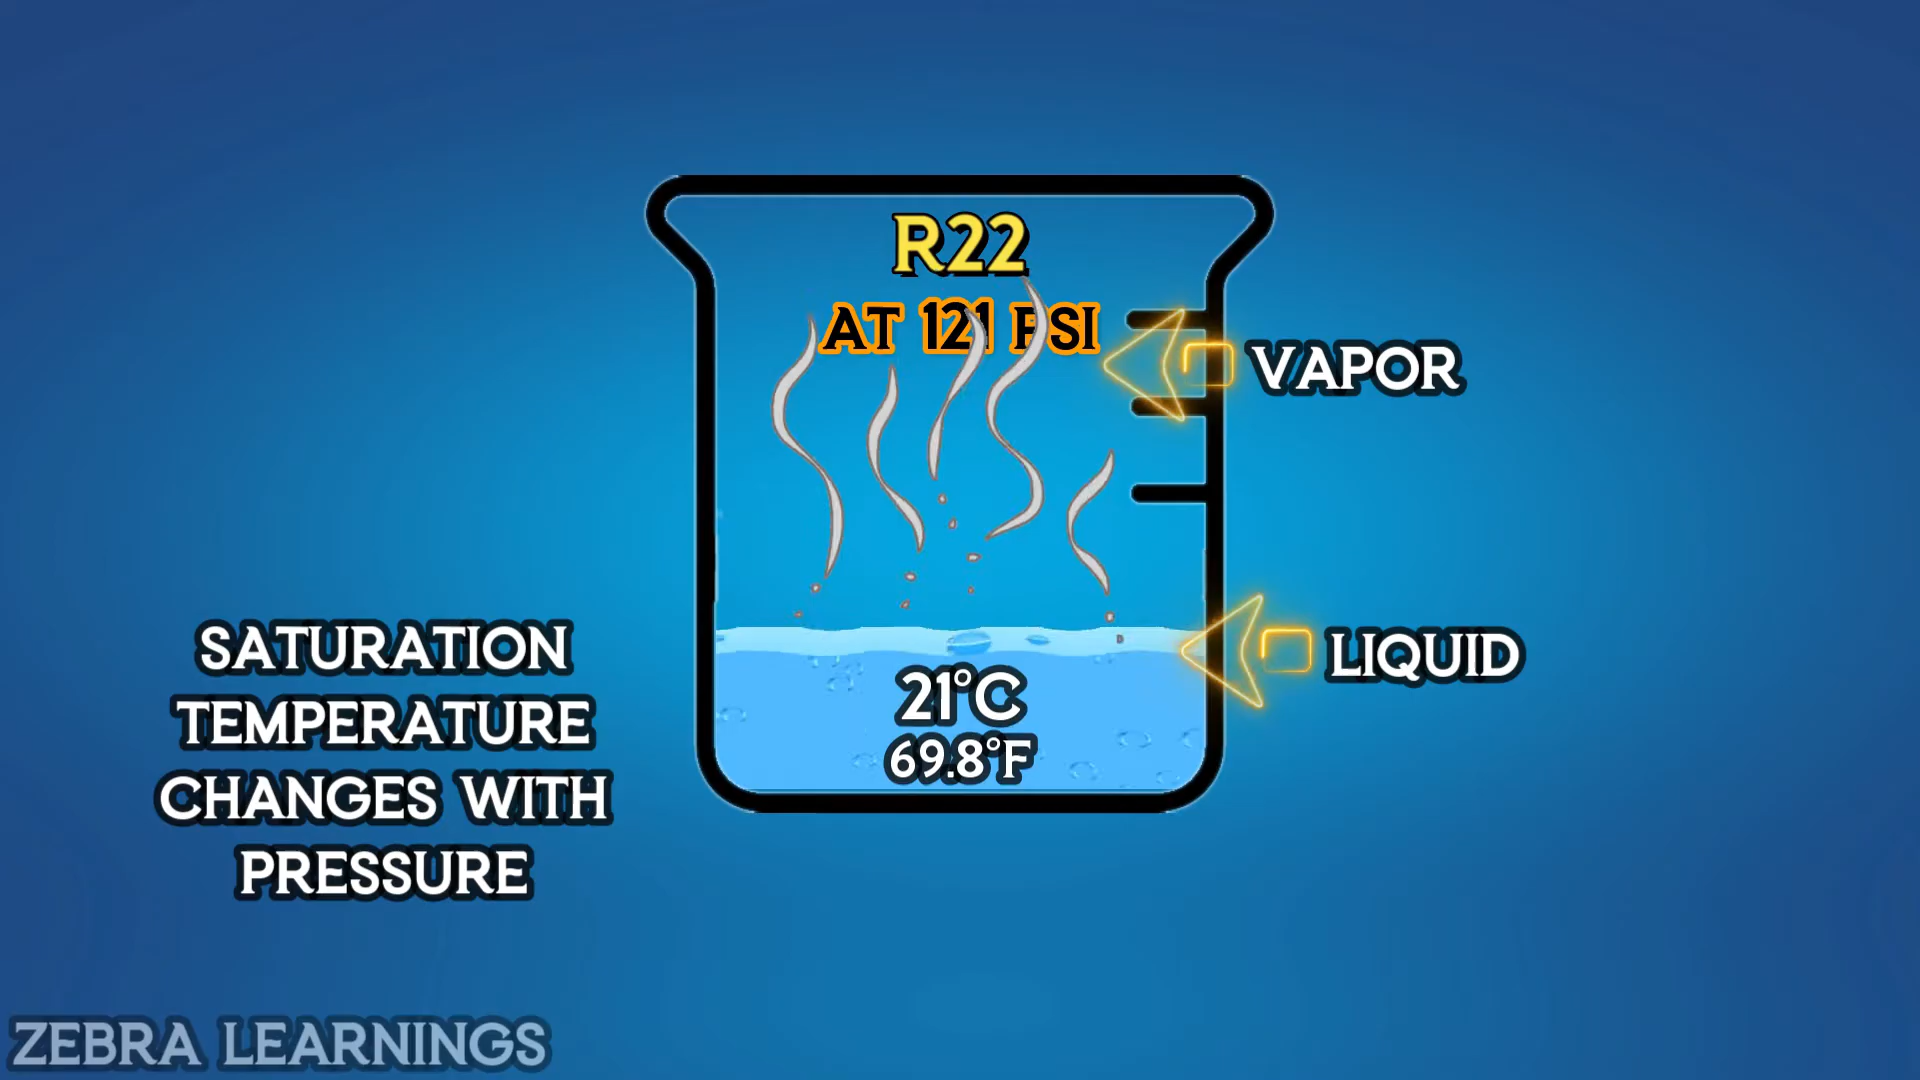 R22
AT 121 PSI
VAPOR
LIQUID
21°C
69.8°F
SATURATION
TEMPERATURE
CHANGES WITH
PRESSURE
ZEBRA LEARNINGS